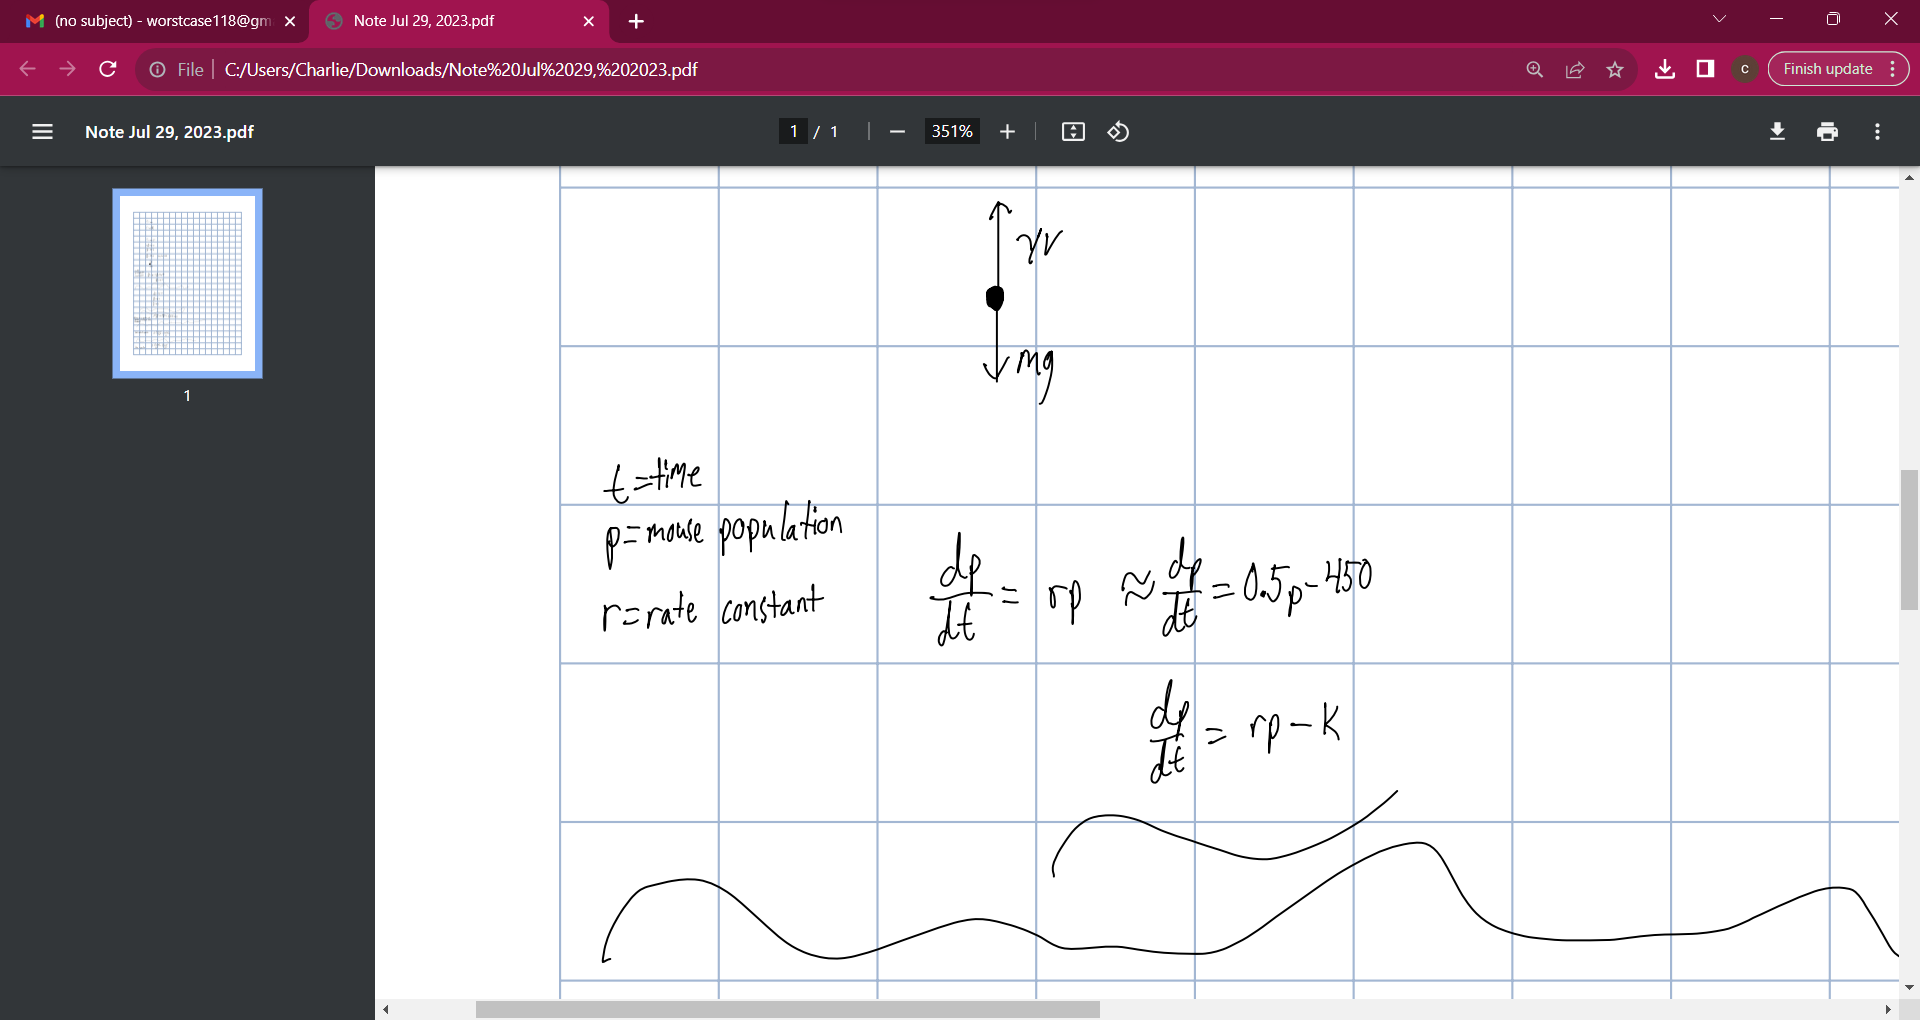 (no subject) - worstcase118@gm
Note Jul 29, 2023.pdf
File
C:/Users/Charlie/Downloads/Note%20Jul%2029,%202023.pdf
C
Finish update
Note Jul 29, 2023.pdf
1 / 1
351%
1
γv
mg
t = time
p = mouse population
r = rate constant
dp/dt = rp ≈ dp/dt = 0.5p - 450
dp/dt = rp - k